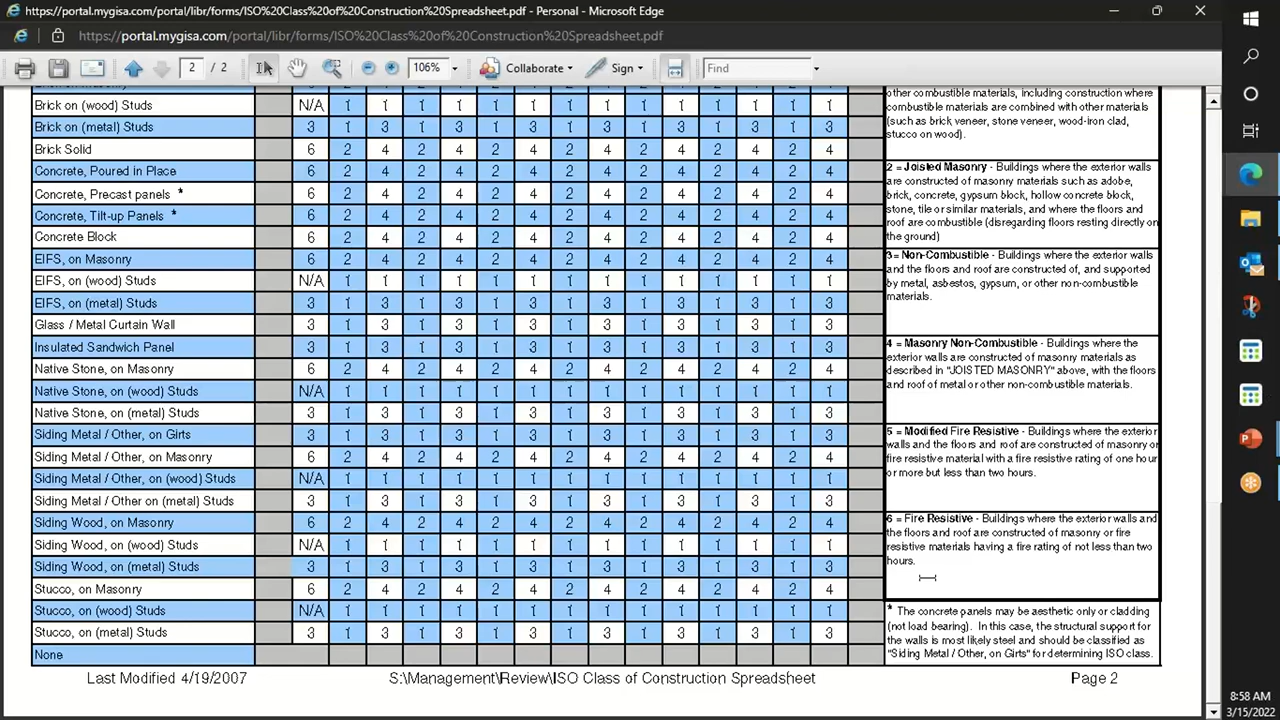 https://portal.mygisa.com/portal/libr/forms/ISO%20Class%20of%20Construction%20Spreadsheet.pdf - Personal - Microsoft Edge
https://portal.mygisa.com/portal/libr/forms/ISO%20Class%20of%20Construction%20Spreadsheet.pdf
2 / 2 106% Collaborate Sign Find
Brick on (wood) Studs N/A 1 1 1 1 1 1 1 1 1 1 1 1 1 1
Brick on (metal) Studs 3 1 3 1 3 1 3 1 3 1 3 1 3 1 3
Brick Solid 6 2 4 2 4 2 4 2 4 2 4 2 4 2 4
Concrete, Poured in Place 6 2 4 2 4 2 4 2 4 2 4 2 4 2 4
Concrete, Precast panels * 6 2 4 2 4 2 4 2 4 2 4 2 4 2 4
Concrete, Tilt-up Panels * 6 2 4 2 4 2 4 2 4 2 4 2 4 2 4
Concrete Block 6 2 4 2 4 2 4 2 4 2 4 2 4 2 4
EIFS, on Masonry 6 2 4 2 4 2 4 2 4 2 4 2 4 2 4
EIFS, on (wood) Studs N/A 1 1 1 1 1 1 1 1 1 1 1 1 1 1
EIFS, on (metal) Studs 3 1 3 1 3 1 3 1 3 1 3 1 3 1 3
Glass / Metal Curtain Wall 3 1 3 1 3 1 3 1 3 1 3 1 3 1 3
Insulated Sandwich Panel 3 1 3 1 3 1 3 1 3 1 3 1 3 1 3
Native Stone, on Masonry 6 2 4 2 4 2 4 2 4 2 4 2 4 2 4
Native Stone, on (wood) Studs N/A 1 1 1 1 1 1 1 1 1 1 1 1 1 1
Native Stone, on (metal) Studs 3 1 3 1 3 1 3 1 3 1 3 1 3 1 3
Siding Metal / Other, on Girts 3 1 3 1 3 1 3 1 3 1 3 1 3 1 3
Siding Metal / Other, on Masonry 6 2 4 2 4 2 4 2 4 2 4 2 4 2 4
Siding Metal / Other, on (wood) Studs N/A 1 1 1 1 1 1 1 1 1 1 1 1 1 1
Siding Metal / Other on (metal) Studs 3 1 3 1 3 1 3 1 3 1 3 1 3 1 3
Siding Wood, on Masonry 6 2 4 2 4 2 4 2 4 2 4 2 4 2 4
Siding Wood, on (wood) Studs N/A 1 1 1 1 1 1 1 1 1 1 1 1 1 1
Siding Wood, on (metal) Studs 3 1 3 1 3 1 3 1 3 1 3 1 3 1 3
Stucco, on Masonry 6 2 4 2 4 2 4 2 4 2 4 2 4 2 4
Stucco, on (wood) Studs N/A 1 1 1 1 1 1 1 1 1 1 1 1 1 1
Stucco, on (metal) Studs 3 1 3 1 3 1 3 1 3 1 3 1 3 1 3
None
other combustible materials, including construction where
combustible materials are combined with other materials
(such as brick veneer, stone veneer, wood-iron clad,
stucco on wood).
2 = Joisted Masonry - Buildings where the exterior walls
are constructed of masonry materials such as adobe,
brick, concrete, gypsum block, hollow concrete block,
stone, tile or similar materials, and where the floors and
roof are combustible (disregarding floors resting directly on
the ground)
3= Non-Combustible - Buildings where the exterior walls
and the floors and roof are constructed of, and supported
by metal, asbestos, gypsum, or other non-combustible
materials.
4 = Masonry Non-Combustible - Buildings where the
exterior walls are constructed of masonry materials as
described in "JOISTED MASONRY" above, with the floors
and roof of metal or other non-combustible materials.
5 = Modified Fire Resistive - Buildings where the exterior
walls and the floors and roof are constructed of masonry or
fire resistive material with a fire resistive rating of one hour
or more but less than two hours.
6 = Fire Resistive - Buildings where the exterior walls and
the floors and roof are constructed of masonry or fire
resistive materials having a fire rating of not less than two
hours.
* The concrete panels may be aesthetic only or cladding
(not load bearing). In this case, the structural support for
the walls is most likely steel and should be classified as
"Siding Metal / Other, on Girts" for determining ISO class.
Last Modified 4/19/2007 S:\Management\Review\ISO Class of Construction Spreadsheet Page 2
8:58 AM
3/15/2022